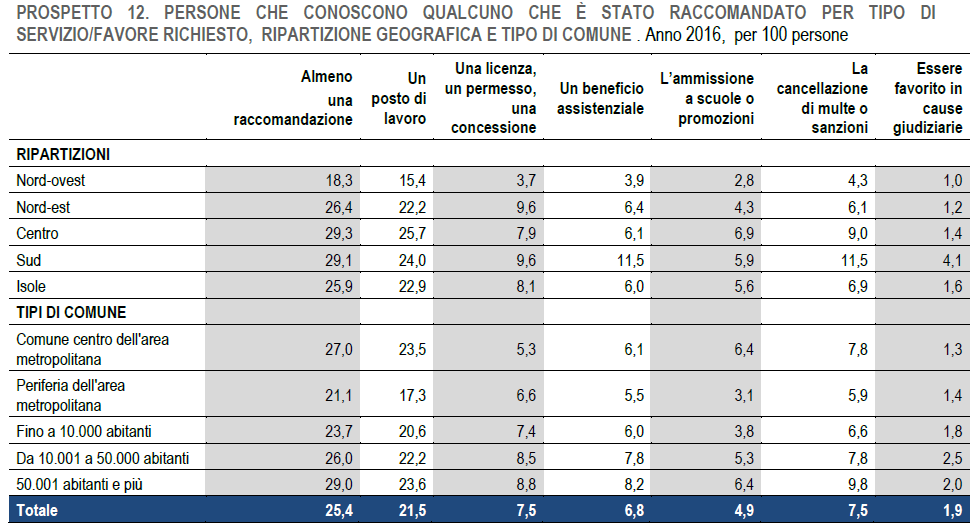 PROSPETTO 12. PERSONE CHE CONOSCONO QUALCUNO CHE È STATO RACCOMANDATO PER TIPO DI
SERVIZIO/FAVORE RICHIESTO, RIPARTIZIONE GEOGRAFICA E TIPO DI COMUNE . Anno 2016, per 100 persone
Almeno una raccomandazione | Un posto di lavoro | Una licenza, un permesso, una concessione | Un beneficio assistenziale | L'ammissione a scuole o promozioni | La cancellazione di multe o sanzioni | Essere favorito in cause giudiziarie
RIPARTIZIONI
Nord-ovest 18,3 15,4 3,7 3,9 2,8 4,3 1,0
Nord-est 26,4 22,2 9,6 6,4 4,3 6,1 1,2
Centro 29,3 25,7 7,9 6,1 6,9 9,0 1,4
Sud 29,1 24,0 9,6 11,5 5,9 11,5 4,1
Isole 25,9 22,9 8,1 6,0 5,6 6,9 1,6
TIPI DI COMUNE
Comune centro dell'area metropolitana 27,0 23,5 5,3 6,1 6,4 7,8 1,3
Periferia dell'area metropolitana 21,1 17,3 6,6 5,5 3,1 5,9 1,4
Fino a 10.000 abitanti 23,7 20,6 7,4 6,0 3,8 6,6 1,8
Da 10.001 a 50.000 abitanti 26,0 22,2 8,5 7,8 5,3 7,8 2,5
50.001 abitanti e più 29,0 23,6 8,8 8,2 6,4 9,8 2,0
Totale 25,4 21,5 7,5 6,8 4,9 7,5 1,9